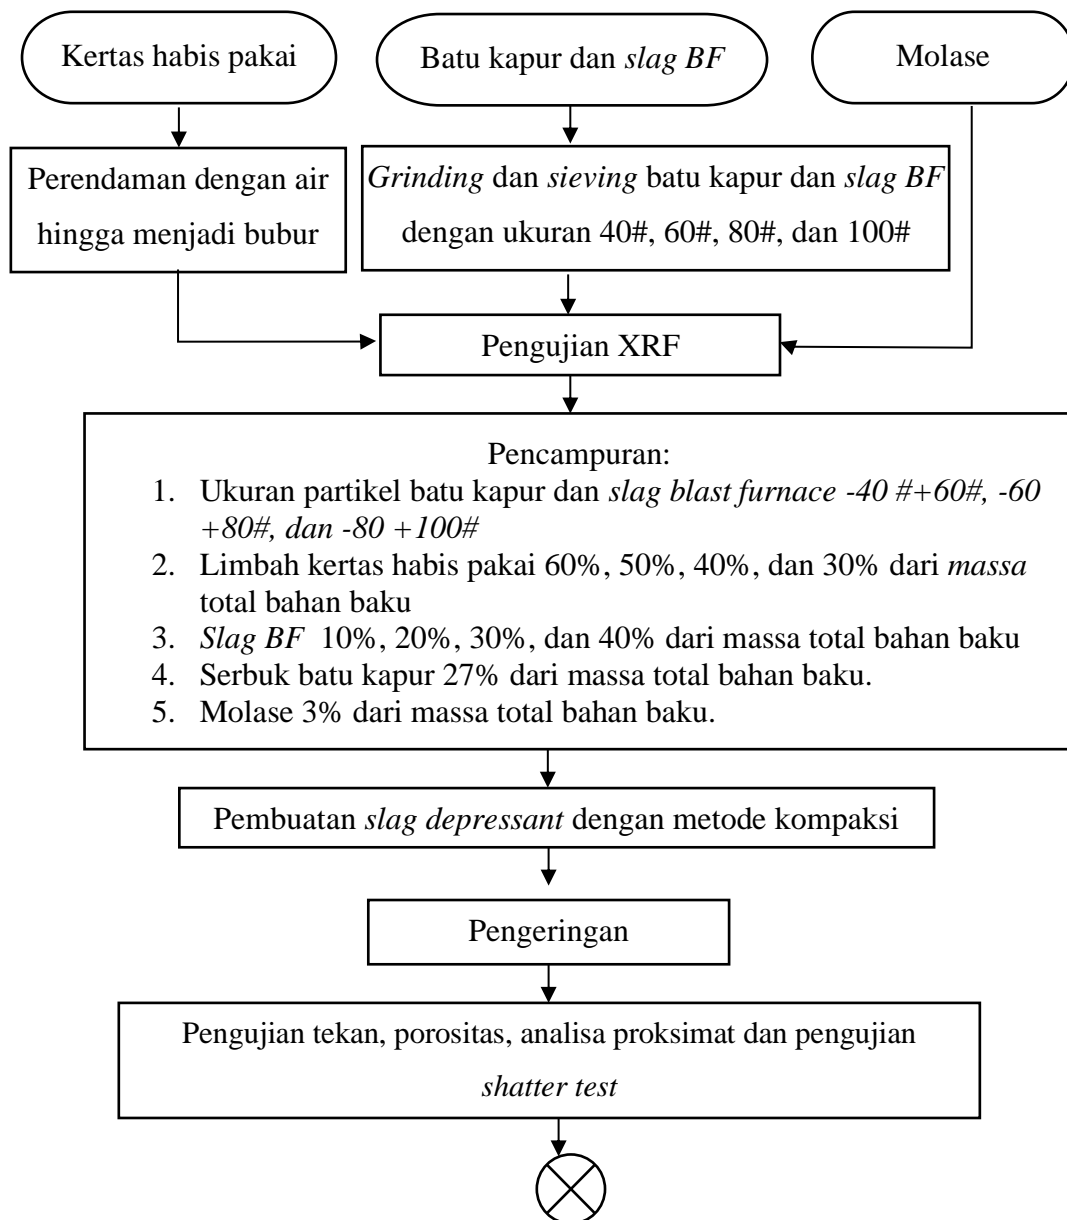 Kertas habis pakai
Batu kapur dan slag BF
Molase
Perendaman dengan air
hingga menjadi bubur
Grinding dan sieving batu kapur dan slag BF
dengan ukuran 40#, 60#, 80#, dan 100#
Pengujian XRF
Pencampuran:
1. Ukuran partikel batu kapur dan slag blast furnace -40 #+60#, -60
+80#, dan -80 +100#
2. Limbah kertas habis pakai 60%, 50%, 40%, dan 30% dari massa
total bahan baku
3. Slag BF 10%, 20%, 30%, dan 40% dari massa total bahan baku
4. Serbuk batu kapur 27% dari massa total bahan baku.
5. Molase 3% dari massa total bahan baku.
Pembuatan slag depressant dengan metode kompaksi
Pengeringan
Pengujian tekan, porositas, analisa proksimat dan pengujian
shatter test